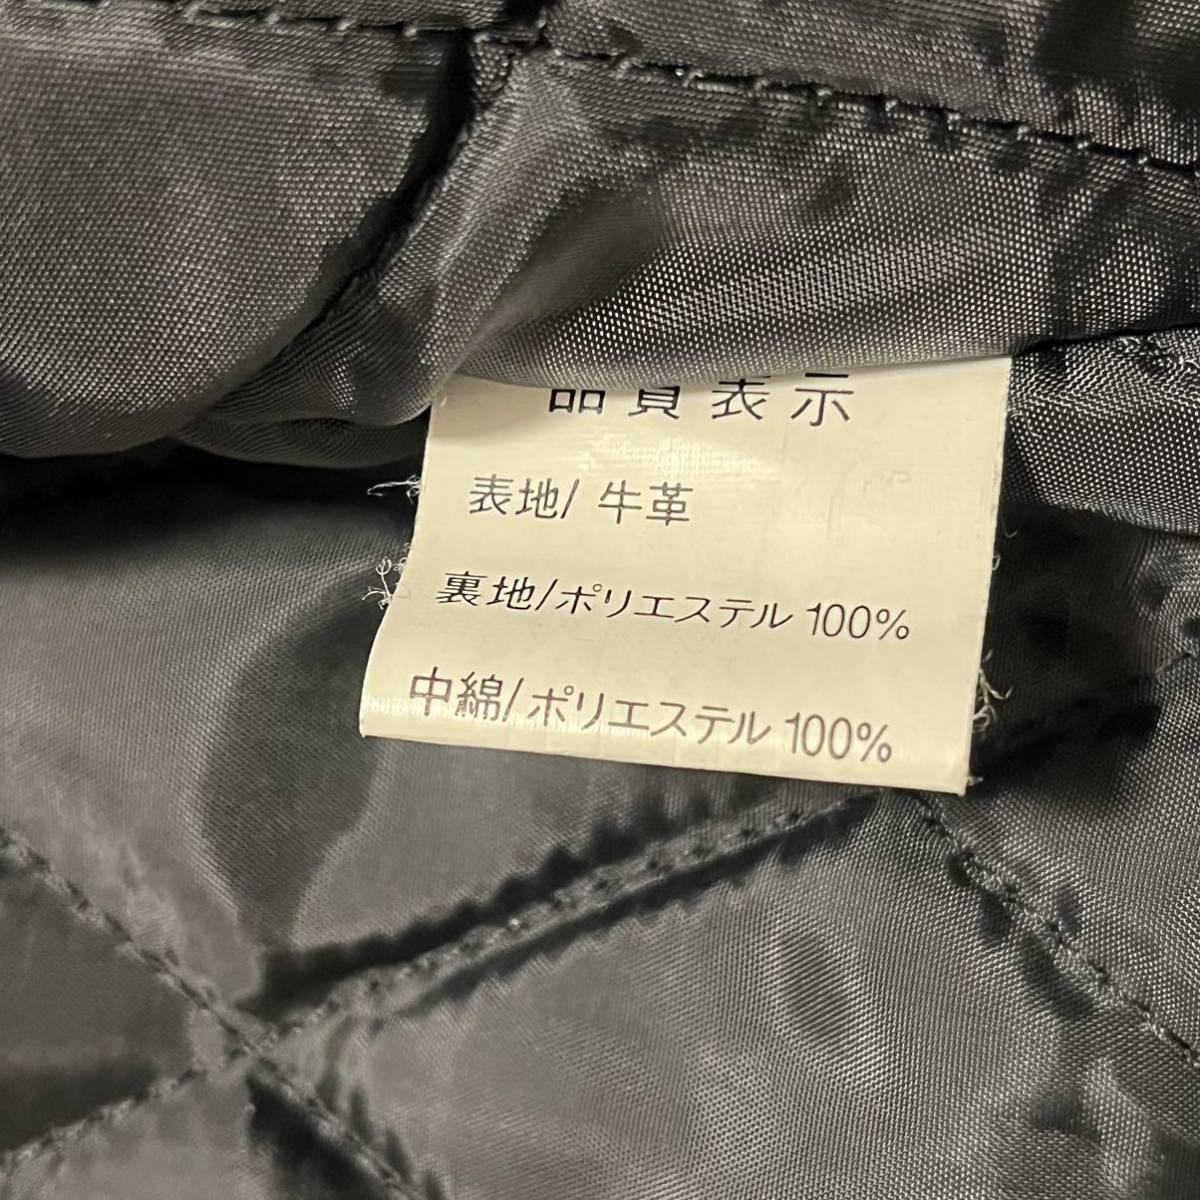 品質表示
表地/ 牛革
裏地/ポリエステル 100%
中綿/ポリエステル 100%